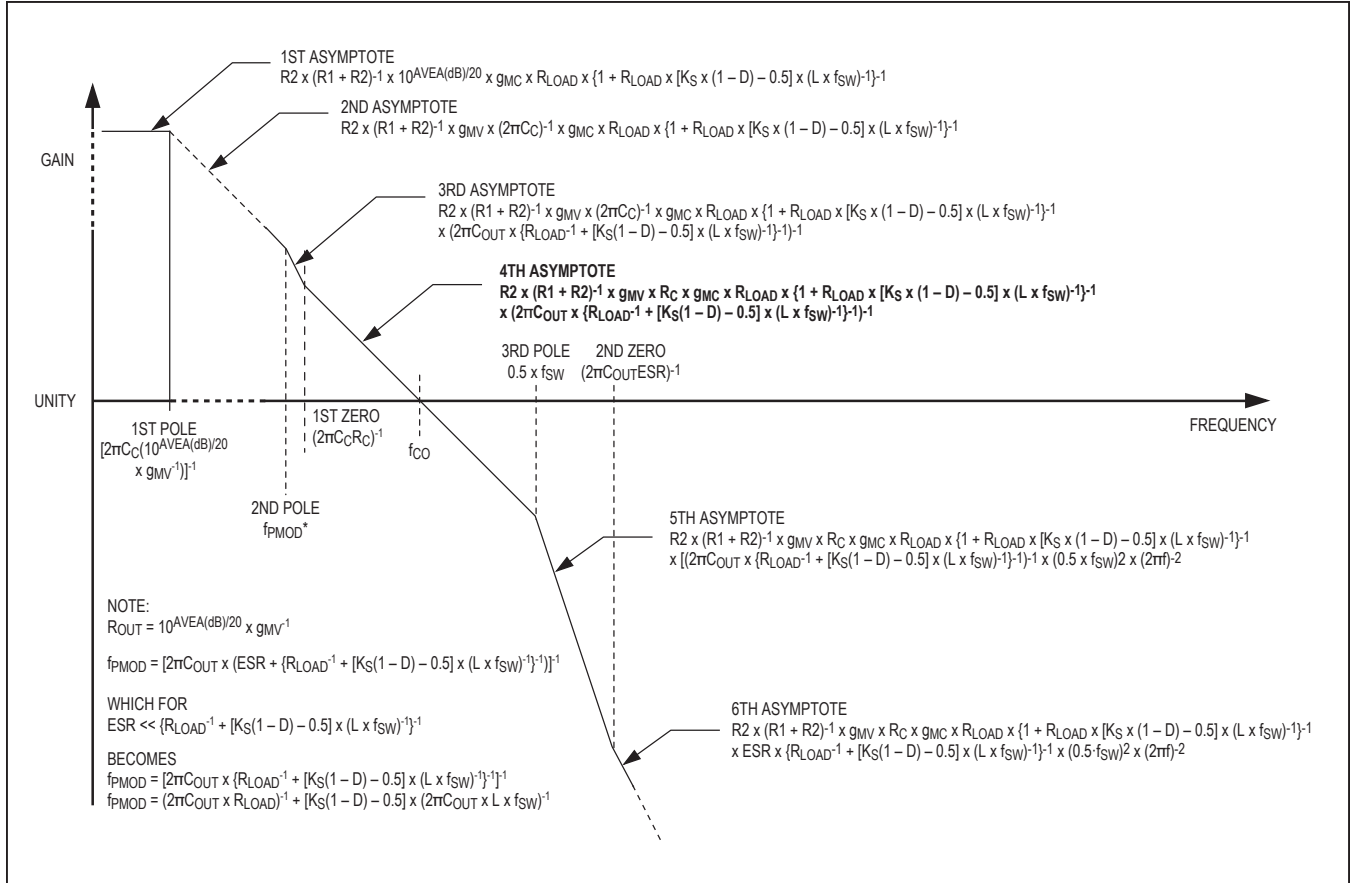 1ST ASYMPTOTE
R2 x (R1 + R2)⁻¹ x 10^AVEA(dB)/20 x gMC x RLOAD x {1 + RLOAD x [KS x (1 – D) – 0.5] x (L x fSW)⁻¹}⁻¹
2ND ASYMPTOTE
R2 x (R1 + R2)⁻¹ x gMV x (2πCC)⁻¹ x gMC x RLOAD x {1 + RLOAD x [KS x (1 – D) – 0.5] x (L x fSW)⁻¹}⁻¹
GAIN
3RD ASYMPTOTE
R2 x (R1 + R2)⁻¹ x gMV x (2πCC)⁻¹ x gMC x RLOAD x {1 + RLOAD x [KS x (1 – D) – 0.5] x (L x fSW)⁻¹}⁻¹
x (2πCOUT x {RLOAD⁻¹ + [KS(1 – D) – 0.5] x (L x fSW)⁻¹}⁻¹)⁻¹
4TH ASYMPTOTE
R2 x (R1 + R2)⁻¹ x gMV x RC x gMC x RLOAD x {1 + RLOAD x [KS x (1 – D) – 0.5] x (L x fSW)⁻¹}⁻¹
x (2πCOUT x {RLOAD⁻¹ + [KS(1 – D) – 0.5] x (L x fSW)⁻¹}⁻¹)⁻¹
3RD POLE
0.5 x fSW
2ND ZERO
(2πCOUTESR)⁻¹
UNITY
FREQUENCY
1ST POLE
[2πCC(10^AVEA(dB)/20
x gMV⁻¹)]⁻¹
1ST ZERO
(2πCCRC)⁻¹
fCO
2ND POLE
fPMOD*
5TH ASYMPTOTE
R2 x (R1 + R2)⁻¹ x gMV x RC x gMC x RLOAD x {1 + RLOAD x [KS x (1 – D) – 0.5] x (L x fSW)⁻¹}⁻¹
x [(2πCOUT x {RLOAD⁻¹ + [KS(1 – D) – 0.5] x (L x fSW)⁻¹}⁻¹)⁻¹ x (0.5 x fSW)² x (2πf)⁻²
NOTE:
ROUT = 10^AVEA(dB)/20 x gMV⁻¹
fPMOD = [2πCOUT x (ESR + {RLOAD⁻¹ + [KS(1 – D) – 0.5] x (L x fSW)⁻¹}⁻¹)]⁻¹
WHICH FOR
ESR << {RLOAD⁻¹ + [KS(1 – D) – 0.5] x (L x fSW)⁻¹}⁻¹
BECOMES
fPMOD = [2πCOUT x {RLOAD⁻¹ + [KS(1 – D) – 0.5] x (L x fSW)⁻¹}⁻¹]⁻¹
fPMOD = (2πCOUT x RLOAD)⁻¹ + [KS(1 – D) – 0.5] x (2πCOUT x L x fSW)⁻¹
6TH ASYMPTOTE
R2 x (R1 + R2)⁻¹ x gMV x RC x gMC x RLOAD x {1 + RLOAD x [KS x (1 – D) – 0.5] x (L x fSW)⁻¹}⁻¹
x ESR x {RLOAD⁻¹ + [KS(1 – D) – 0.5] x (L x fSW)⁻¹}⁻¹ x (0.5·fSW)² x (2πf)⁻²